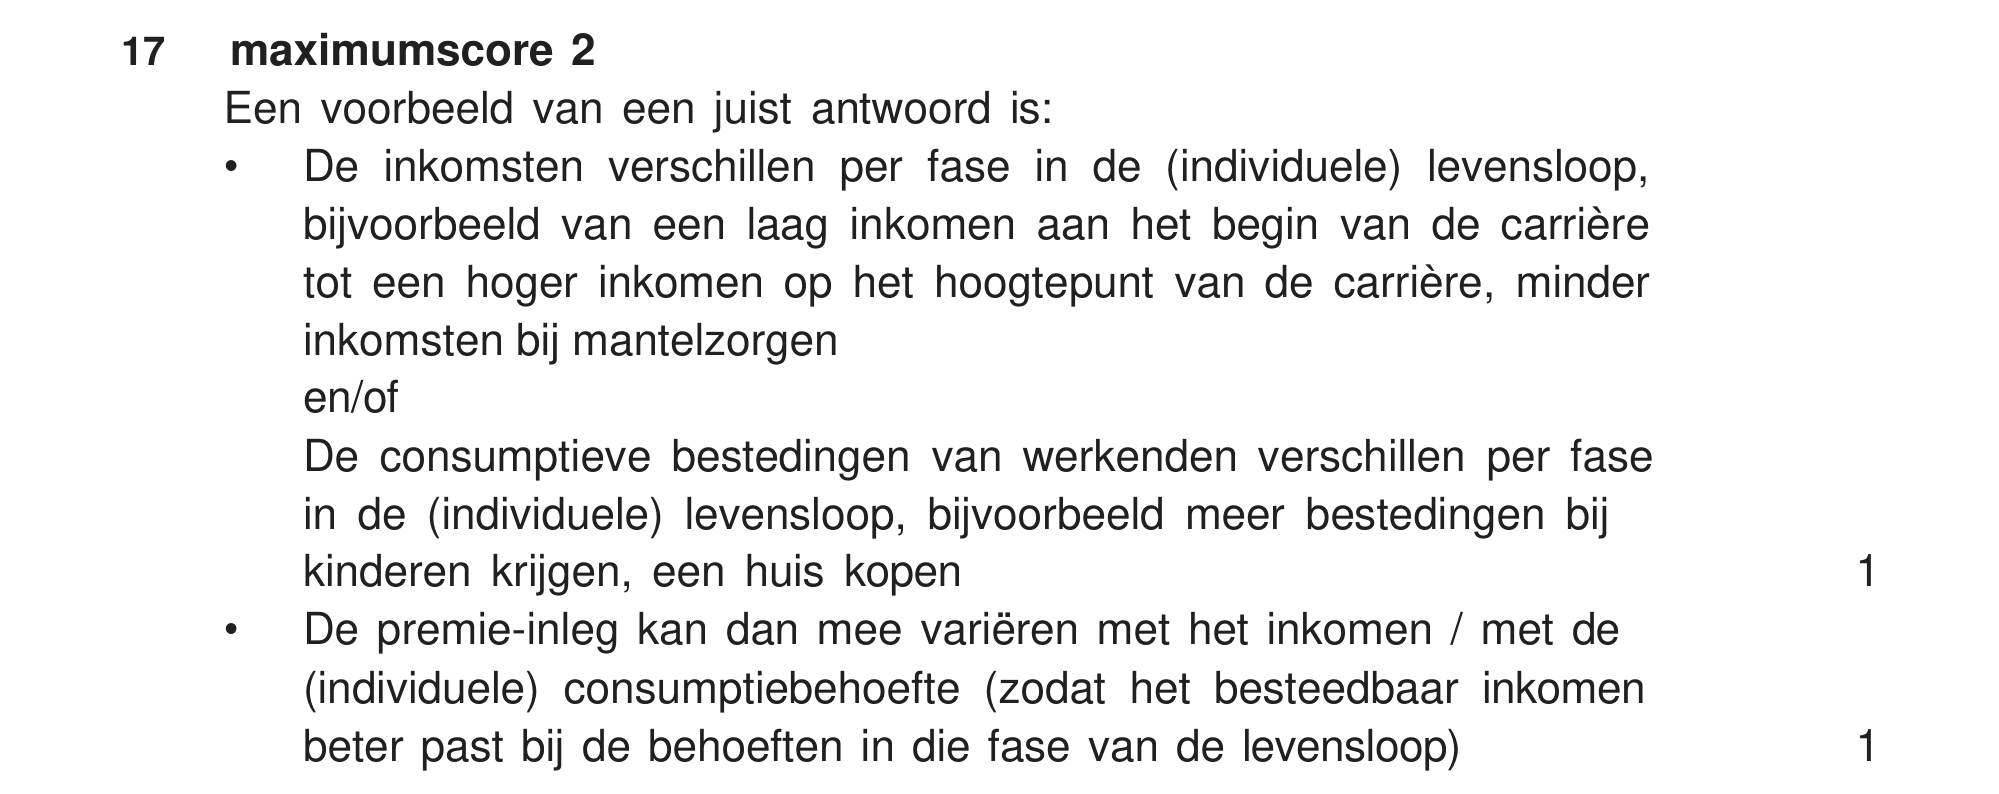 17 maximumscore 2
Een voorbeeld van een juist antwoord is:
• De inkomsten verschillen per fase in de (individuele) levensloop,
bijvoorbeeld van een laag inkomen aan het begin van de carrière
tot een hoger inkomen op het hoogtepunt van de carrière, minder
inkomsten bij mantelzorgen
en/of
De consumptieve bestedingen van werkenden verschillen per fase
in de (individuele) levensloop, bijvoorbeeld meer bestedingen bij
kinderen krijgen, een huis kopen 1
• De premie-inleg kan dan mee variëren met het inkomen / met de
(individuele) consumptiebehoefte (zodat het besteedbaar inkomen
beter past bij de behoeften in die fase van de levensloop) 1